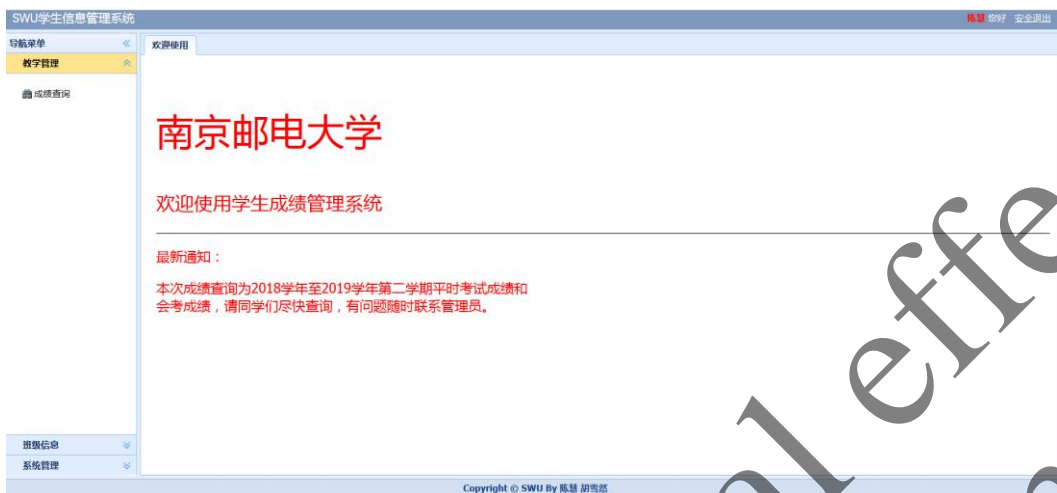 SWU学生信息管理系统
陈慧 您好 安全退出
导航菜单
欢迎使用
教学管理
成绩查询
南京邮电大学
欢迎使用学生成绩管理系统
最新通知：
本次成绩查询为2018学年至2019学年第二学期平时考试成绩和
会考成绩，请同学们尽快查询，有问题随时联系管理员。
班级信息
系统管理
Copyright © SWU By 陈慧 胡雪然
al effe